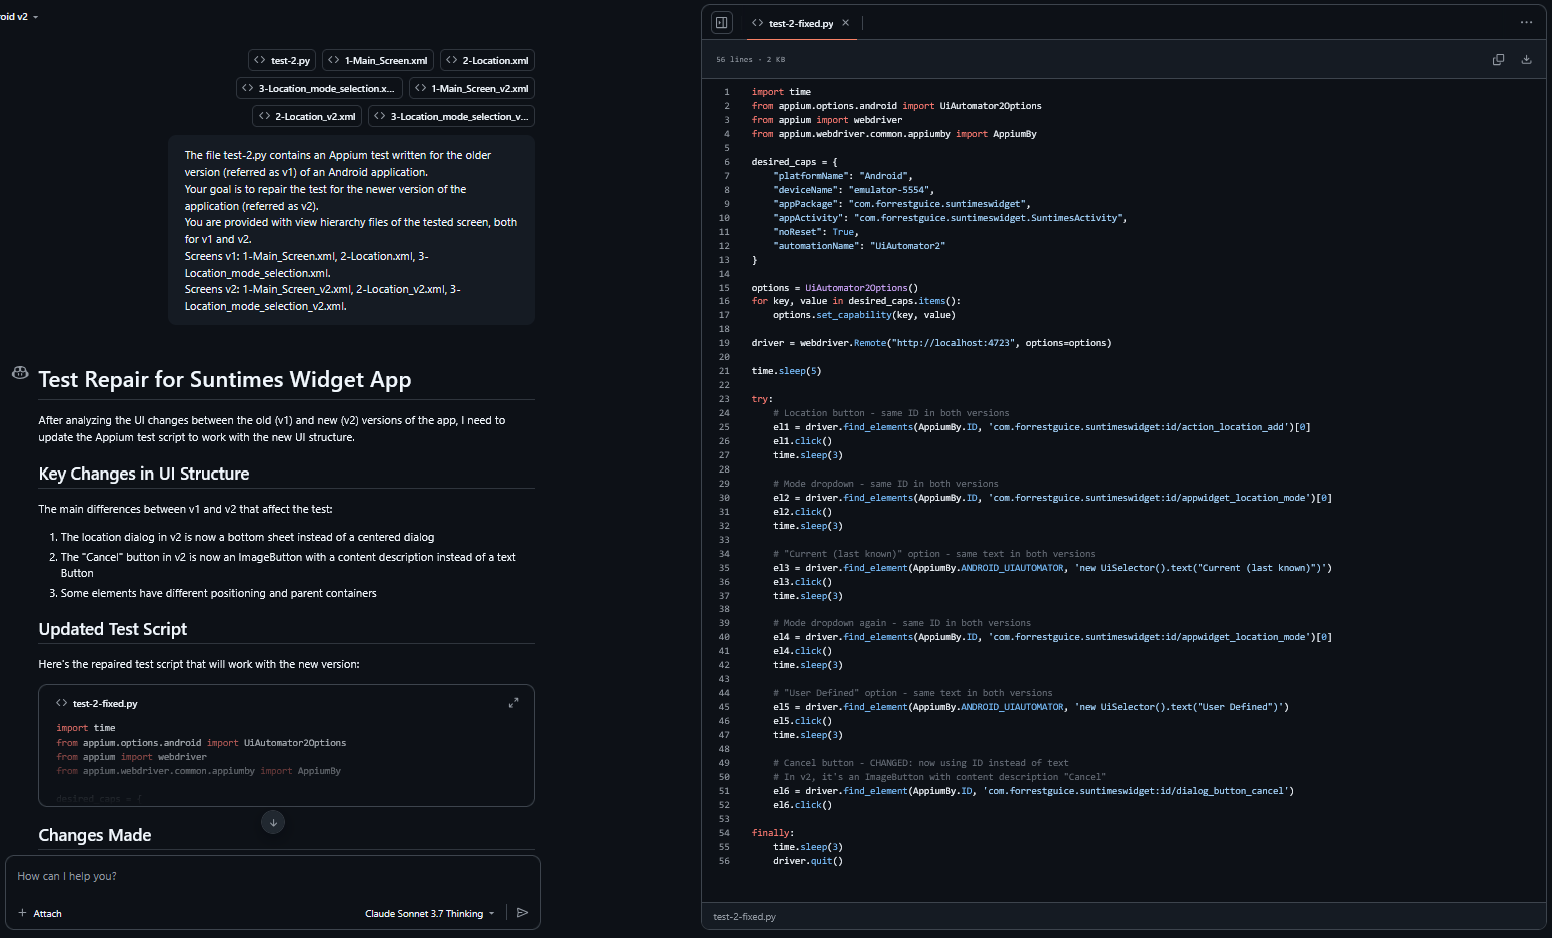 oid v2
test-2.py
1-Main_Screen.xml
2-Location.xml
3-Location_mode_selection.x...
1-Main_Screen_v2.xml
2-Location_v2.xml
3-Location_mode_selection_v...
The file test-2.py contains an Appium test written for the older
version (referred as v1) of an Android application.
Your goal is to repair the test for the newer version of the
application (referred as v2).
You are provided with view hierarchy files of the tested screen, both
for v1 and v2.
Screens v1: 1-Main_Screen.xml, 2-Location.xml, 3-
Location_mode_selection.xml.
Screens v2: 1-Main_Screen_v2.xml, 2-Location_v2.xml, 3-
Location_mode_selection_v2.xml.
Test Repair for Suntimes Widget App
After analyzing the UI changes between the old (v1) and new (v2) versions of the app, I need to
update the Appium test script to work with the new UI structure.
Key Changes in UI Structure
The main differences between v1 and v2 that affect the test:
1. The location dialog in v2 is now a bottom sheet instead of a centered dialog
2. The "Cancel" button in v2 is now an ImageButton with a content description instead of a text
Button
3. Some elements have different positioning and parent containers
Updated Test Script
Here's the repaired test script that will work with the new version:
test-2-fixed.py
import time
from appium.options.android import UiAutomator2Options
from appium import webdriver
from appium.webdriver.common.appiumby import AppiumBy
desired_caps = {
Changes Made
How can I help you?
Attach
Claude Sonnet 3.7 Thinking
test-2-fixed.py
56 lines · 2 KB
1 import time
2 from appium.options.android import UiAutomator2Options
3 from appium import webdriver
4 from appium.webdriver.common.appiumby import AppiumBy
5
6 desired_caps = {
7 "platformName": "Android",
8 "deviceName": "emulator-5554",
9 "appPackage": "com.forrestguice.suntimeswidget",
10 "appActivity": "com.forrestguice.suntimeswidget.SuntimesActivity",
11 "noReset": True,
12 "automationName": "UiAutomator2"
13 }
14
15 options = UiAutomator2Options()
16 for key, value in desired_caps.items():
17 options.set_capability(key, value)
18
19 driver = webdriver.Remote("http://localhost:4723", options=options)
20
21 time.sleep(5)
22
23 try:
24 # Location button - same ID in both versions
25 el1 = driver.find_elements(AppiumBy.ID, 'com.forrestguice.suntimeswidget:id/action_location_add')[0]
26 el1.click()
27 time.sleep(3)
28
29 # Mode dropdown - same ID in both versions
30 el2 = driver.find_elements(AppiumBy.ID, 'com.forrestguice.suntimeswidget:id/appwidget_location_mode')[0]
31 el2.click()
32 time.sleep(3)
33
34 # "Current (last known)" option - same text in both versions
35 el3 = driver.find_element(AppiumBy.ANDROID_UIAUTOMATOR, 'new UiSelector().text("Current (last known)")')
36 el3.click()
37 time.sleep(3)
38
39 # Mode dropdown again - same ID in both versions
40 el4 = driver.find_elements(AppiumBy.ID, 'com.forrestguice.suntimeswidget:id/appwidget_location_mode')[0]
41 el4.click()
42 time.sleep(3)
43
44 # "User Defined" option - same text in both versions
45 el5 = driver.find_element(AppiumBy.ANDROID_UIAUTOMATOR, 'new UiSelector().text("User Defined")')
46 el5.click()
47 time.sleep(3)
48
49 # Cancel button - CHANGED: now using ID instead of text
50 # In v2, it's an ImageButton with content description "Cancel"
51 el6 = driver.find_element(AppiumBy.ID, 'com.forrestguice.suntimeswidget:id/dialog_button_cancel')
52 el6.click()
53
54 finally:
55 time.sleep(3)
56 driver.quit()
test-2-fixed.py